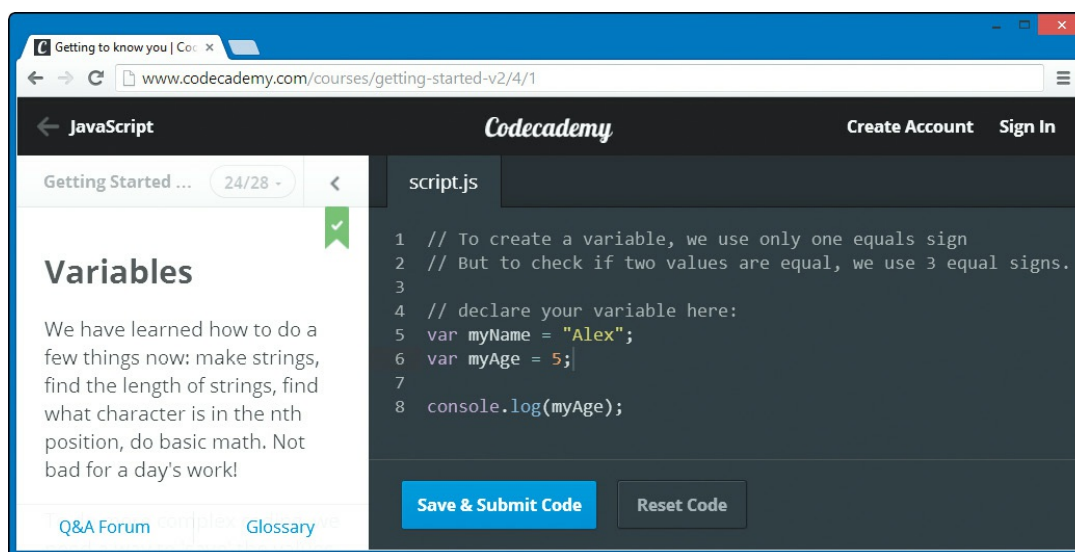 Getting to know you | Coc
www.codecademy.com/courses/getting-started-v2/4/1
JavaScript
Codecademy
Create Account Sign In
Getting Started ... 24/28
script.js
Variables
We have learned how to do a
few things now: make strings,
find the length of strings, find
what character is in the nth
position, do basic math. Not
bad for a day's work!
Q&A Forum Glossary
1 // To create a variable, we use only one equals sign
2 // But to check if two values are equal, we use 3 equal signs.
3
4 // declare your variable here:
5 var myName = "Alex";
6 var myAge = 5;
7
8 console.log(myAge);
Save & Submit Code Reset Code